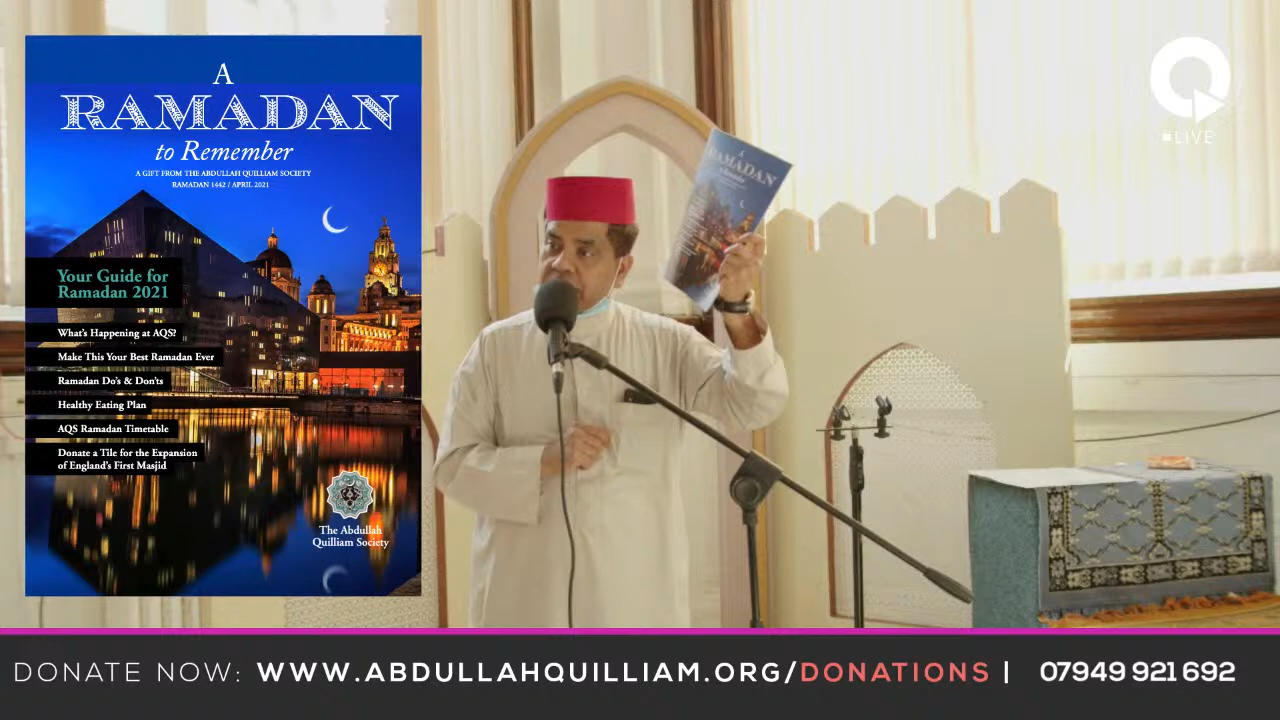 A
RAMADAN
to Remember
A GIFT FROM THE ABDULLAH QUILLIAM SOCIETY
RAMADAN 1442 / APRIL 2021
Your Guide for
Ramadan 2021
What's Happening at AQS?
Make This Your Best Ramadan Ever
Ramadan Do's & Don'ts
Healthy Eating Plan
AQS Ramadan Timetable
Donate a Tile for the Expansion
of England's First Masjid
The Abdullah
Quilliam Society
A
RAMADAN
LIVE
DONATE NOW: WWW.ABDULLAHQUILLIAM.ORG/DONATIONS | 07949 921 692